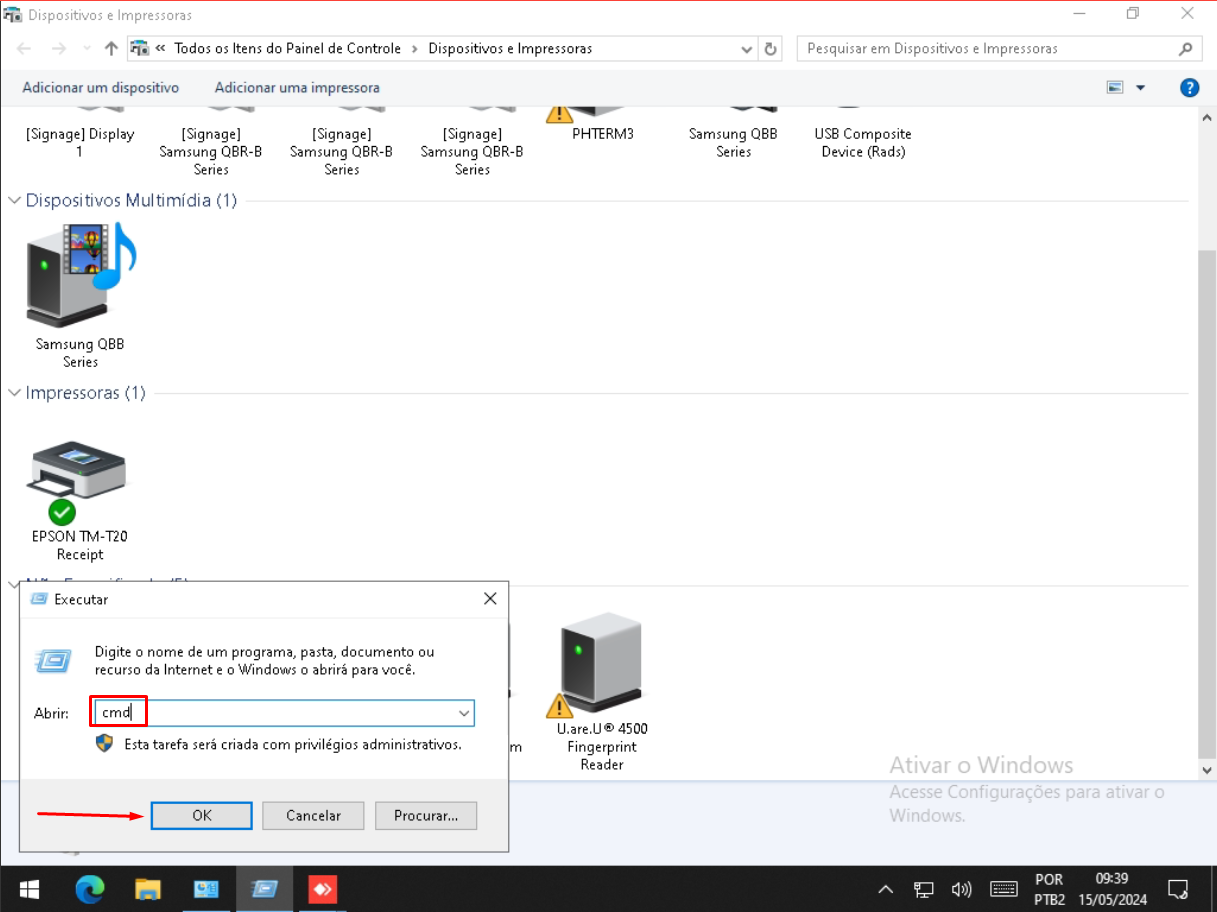 Dispositivos e Impressoras
« Todos os Itens do Painel de Controle > Dispositivos e Impressoras
Pesquisar em Dispositivos e Impressoras
Adicionar um dispositivo
Adicionar uma impressora
?
[Signage] Display
1
[Signage]
Samsung QBR-B
Series
[Signage]
Samsung QBR-B
Series
[Signage]
Samsung QBR-B
Series
PHTERM3
Samsung QBB
Series
USB Composite
Device (Rads)
Dispositivos Multimídia (1)
Samsung QBB
Series
Impressoras (1)
EPSON TM-T20
Receipt
Executar
Digite o nome de um programa, pasta, documento ou
recurso da Internet e o Windows o abrirá para você.
Abrir:
cmd
Esta tarefa será criada com privilégios administrativos.
OK
Cancelar
Procurar...
m
U.are.U® 4500
Fingerprint
Reader
Ativar o Windows
Acesse Configurações para ativar o
Windows.
POR
PTB2
09:39
15/05/2024